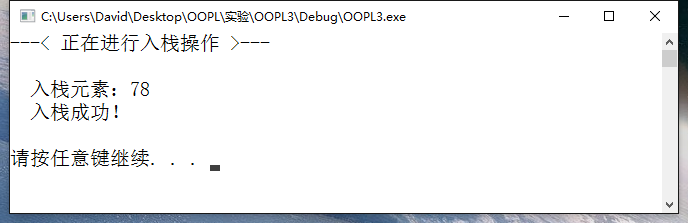 C:\Users\David\Desktop\OOPL\实验\OOPL3\Debug\OOPL3.exe
---< 正在进行入栈操作 >---
入栈元素：78
入栈成功！
请按任意键继续. . .